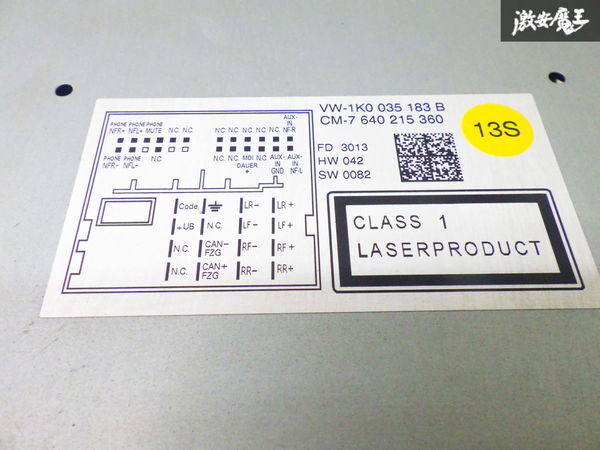 激安魔王
VW-1K0 035 183 B
CM-7 640 215 360
13S
FD 3013
HW 042
SW 0082
CLASS 1
LASERPRODUCT
PHONE PHONE PHONE AUX-
NFR+ NFL+ MUTE N.C. N.C. N.C. N.C. N.C. N.C. N.C. IN
NF-R
PHONE PHONE N.C. N.C. N.C. MDI N.C. AUX- AUX-
NFR- NFL- DAUER IN IN
+ GND NF-L
Code LR- LR+
+UB N.C. LF- LF+
N.C. CAN- RF- RF+
FZG
N.C. CAN+ RR- RR+
FZG